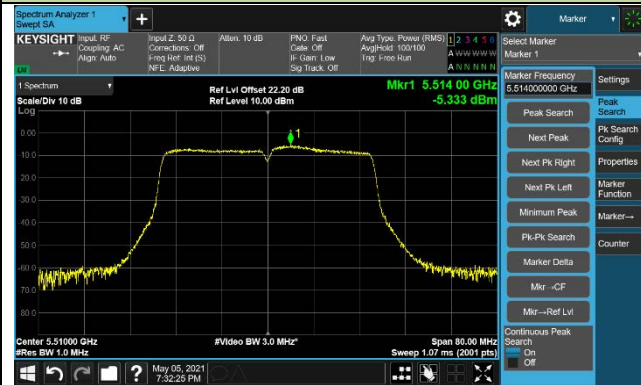 Spectrum Analyzer 1
Swept SA
Marker
KEYSIGHT
Input: RF
Coupling: AC
Align: Auto
Input Z: 50 Ω
Corrections: Off
Freq Ref: Int (S)
NFE: Adaptive
Atten: 10 dB
PNO: Fast
Gate: Off
IF Gain: Low
Sig Track: Off
Avg Type: Power (RMS)
Avg|Hold: 100/100
Trig: Free Run
1 2 3 4 5 6
A W W W W W
A N N N N N
Select Marker
Marker 1
1 Spectrum
Scale/Div 10 dB
Log
Ref Lvl Offset 22.20 dB
Ref Level 10.00 dBm
Mkr1 5.514 00 GHz
-5.333 dBm
1
0.00
-10.0
-20.0
-30.0
-40.0
-50.0
-60.0
-70.0
-80.0
Center 5.51000 GHz
#Res BW 1.0 MHz
#Video BW 3.0 MHz*
Span 80.00 MHz
Sweep 1.07 ms (2001 pts)
Marker Frequency
5.514000000 GHz
Peak Search
Next Peak
Next Pk Right
Next Pk Left
Minimum Peak
Pk-Pk Search
Marker Delta
Mkr→CF
Mkr→Ref Lvl
Continuous Peak
Search
On
Off
Settings
Peak
Search
Pk Search
Config
Properties
Marker
Function
Marker→
Counter
May 05, 2021
7:32:25 PM